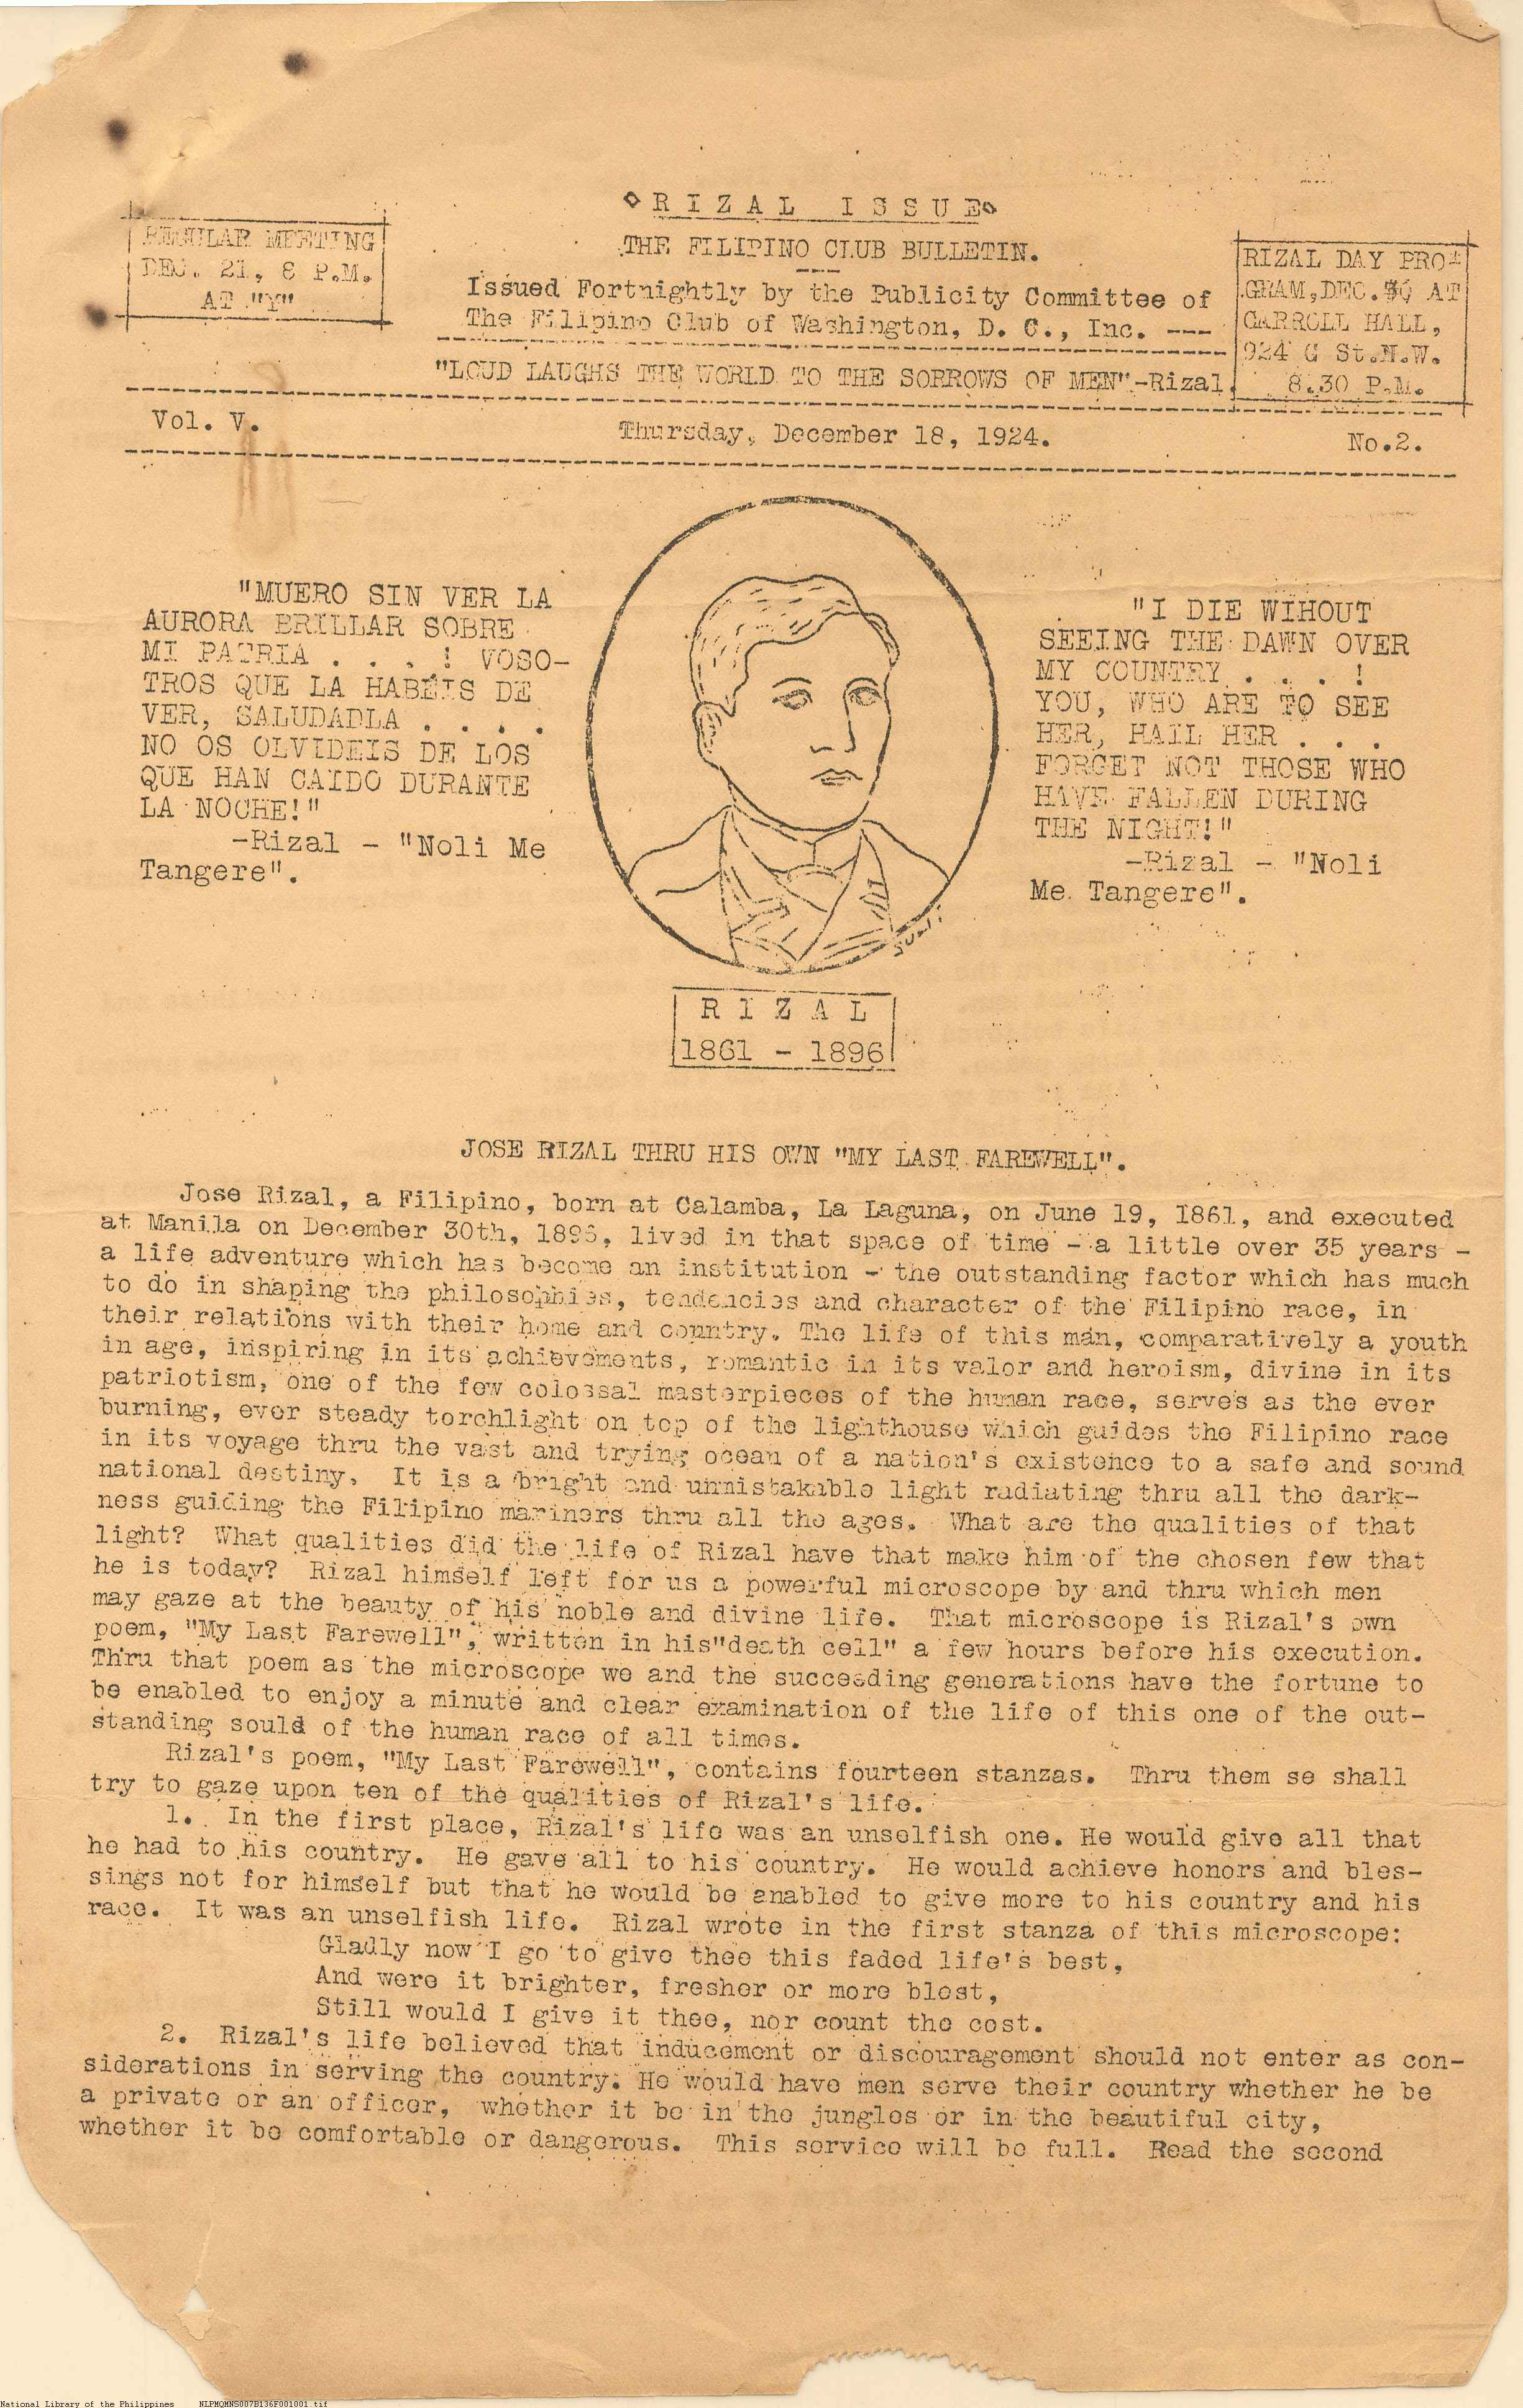 RIZAL ISSUE
THE FILIPINO CLUB BULLETIN.
REGULAR MEETING
DEC. 21, 8 P.M.
AT "Y"
Issued Fortnightly by the Publicity Committee of
The Filipino Club of Washington, D. C., Inc. ---
"LOUD LAUGHS THE WORLD TO THE SORROWS OF MEN"-Rizal.
RIZAL DAY PRO-
GRAM, DEC. 30 AT
CARROLL HALL,
924 G St.N.W.
8.30 P.M.
Vol. V.
Thursday, December 18, 1924.
No.2.
"MUERO SIN VER LA
AURORA BRILLAR SOBRE
MI PATRIA . . . ! VOSO-
TROS QUE LA HABÉIS DE
VER, SALUDADLA . . . .
NO OS OLVIDEIS DE LOS
QUE HAN CAIDO DURANTE
LA NOCHE!"
-Rizal - "Noli Me
Tangere".
"I DIE WIHOUT
SEEING THE DAWN OVER
MY COUNTRY . . . . !
YOU, WHO ARE TO SEE
HER, HAIL HER . . .
FORGET NOT THOSE WHO
HAVE FALLEN DURING
THE NIGHT!"
-Rizal - "Noli
Me Tangere".
RIZAL
1861 - 1896
JOSE RIZAL THRU HIS OWN "MY LAST FAREWELL".
Jose Rizal, a Filipino, born at Calamba, La Laguna, on June 19, 1861, and executed
at Manila on December 30th, 1896, lived in that space of time - a little over 35 years -
a life adventure which has become an institution - the outstanding factor which has much
to do in shaping the philosophies, tendencies and character of the Filipino race, in
their relations with their home and country. The life of this man, comparatively a youth
in age, inspiring in its achievements, romantic in its valor and heroism, divine in its
patriotism, one of the few colossal masterpieces of the human race, serves as the ever
burning, ever steady torchlight on top of the lighthouse which guides the Filipino race
in its voyage thru the vast and trying ocean of a nation's existence to a safe and sound
national destiny. It is a bright and unmistakable light radiating thru all the dark-
ness guiding the Filipino mariners thru all the ages. What are the qualities of that
light? What qualities did the life of Rizal have that make him of the chosen few that
he is today? Rizal himself left for us a powerful microscope by and thru which men
may gaze at the beauty of his noble and divine life. That microscope is Rizal's own
poem, "My Last Farewell", written in his"death cell" a few hours before his execution.
Thru that poem as the microscope we and the succeeding generations have the fortune to
be enabled to enjoy a minute and clear examination of the life of this one of the out-
standing sould of the human race of all times.
Rizal's poem, "My Last Farewell", contains fourteen stanzas. Thru them se shall
try to gaze upon ten of the qualities of Rizal's life.
1. In the first place, Rizal's life was an unselfish one. He would give all that
he had to his country. He gave all to his country. He would achieve honors and bles-
sings not for himself but that he would be enabled to give more to his country and his
race. It was an unselfish life. Rizal wrote in the first stanza of this microscope:
Gladly now I go to give thee this faded life's best,
And were it brighter, fresher or more blest,
Still would I give it thee, nor count the cost.
2. Rizal's life believed that inducement or discouragement should not enter as con-
siderations in serving the country. He would have men serve their country whether he be
a private or an officer, whether it be in the jungles or in the beautiful city,
whether it be comfortable or dangerous. This service will be full. Read the second
National Library of the Philippines NLPMQMNS007B136F001001.tif